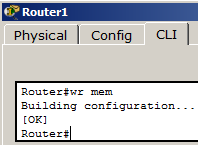 Router1
Physical Config CLI
Router#wr mem
Building configuration...
[OK]
Router#